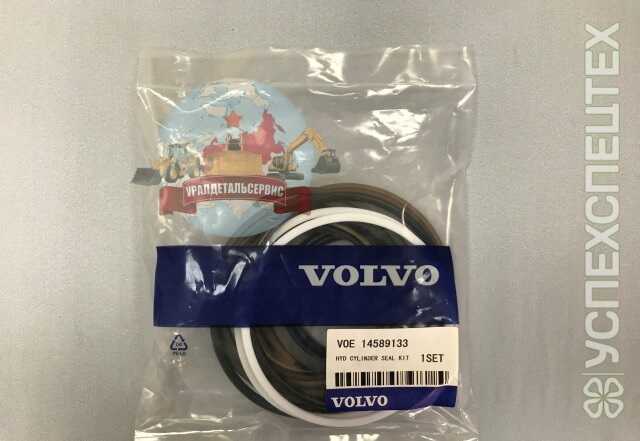 УРАЛДЕТАЛЬСЕРВИС
VOLVO
VOE 14589133
HYD CYLINDER SEAL KIT 1SET
VOLVO
УСПЕХСПЕЦТЕХ